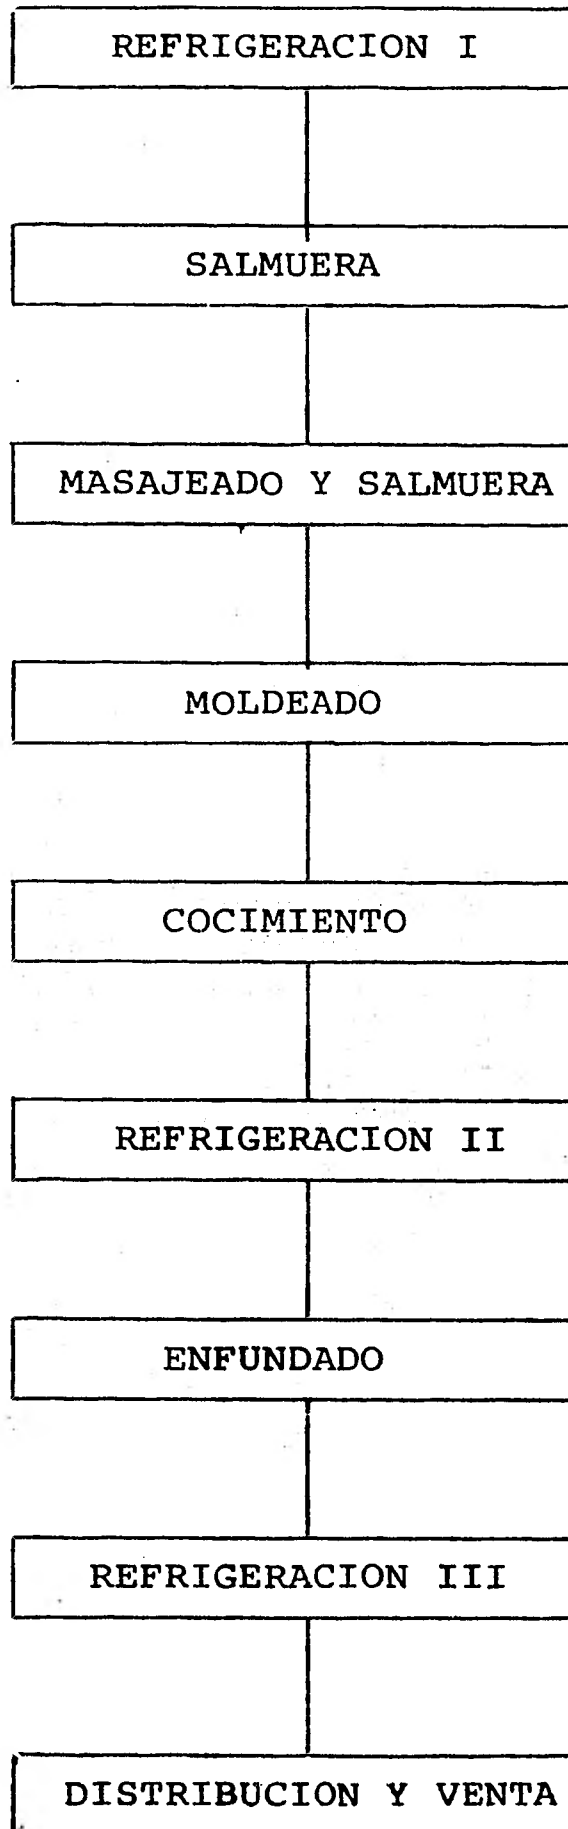 REFRIGERACION I
SALMUERA
MASAJEADO Y SALMUERA
MOLDEADO
COCIMIENTO
REFRIGERACION II
ENFUNDADO
REFRIGERACION III
DISTRIBUCION Y VENTA